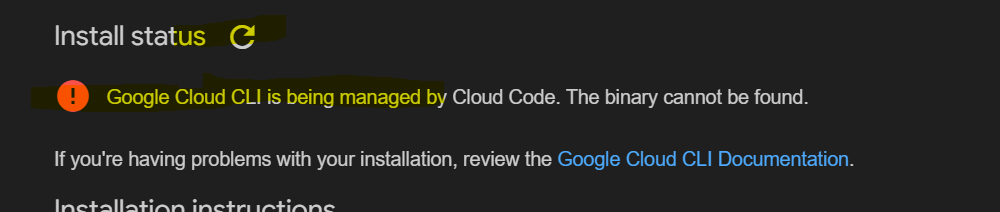 Install status
Google Cloud CLI is being managed by Cloud Code. The binary cannot be found.
If you're having problems with your installation, review the Google Cloud CLI Documentation.
Installation instructions